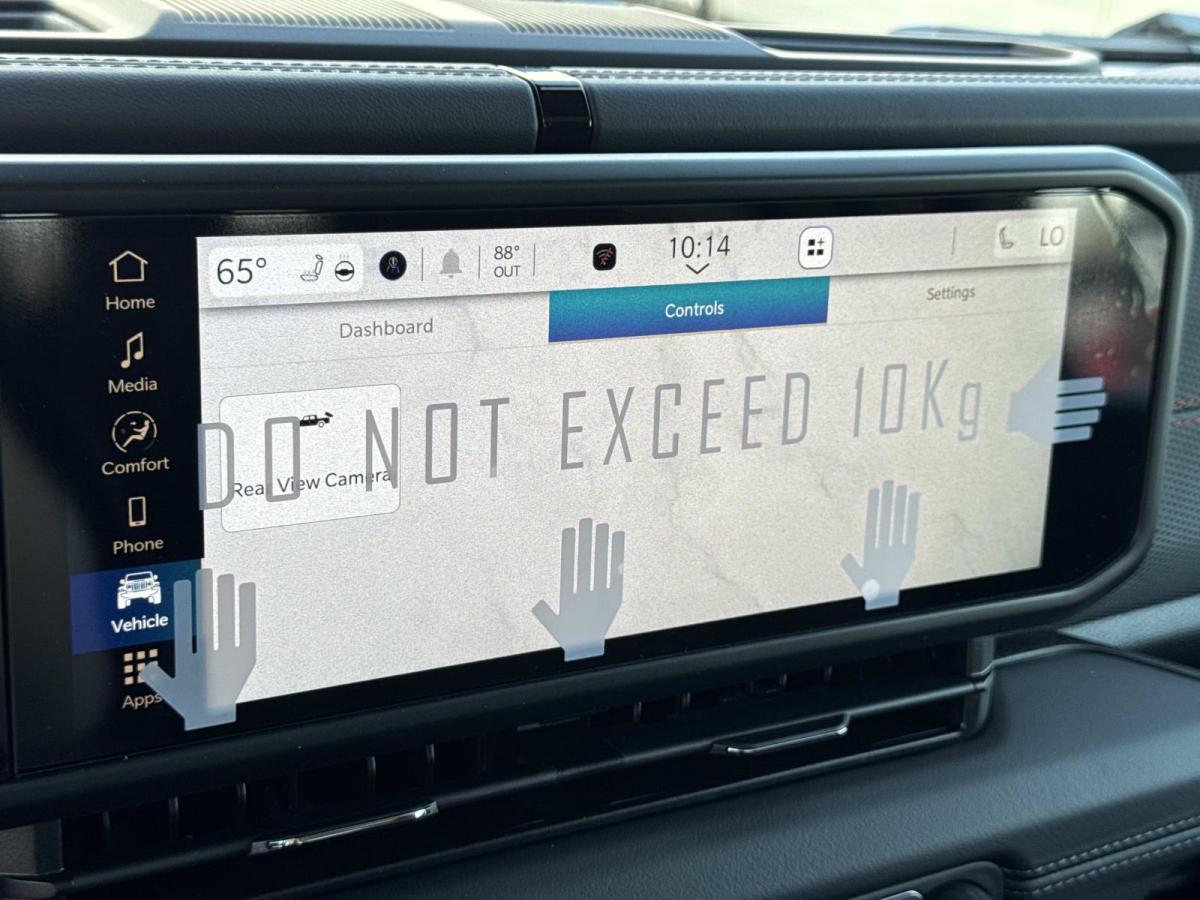 65° 88° OUT 10:14 LO
Home
Dashboard Controls Settings
Media
DO NOT EXCEED 10Kg
Comfort
Rear View Camera
Phone
Vehicle
Apps